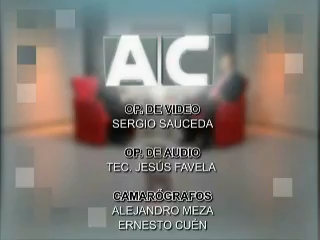 AC
OP. DE VIDEO
SERGIO SAUCEDA
OP. DE AUDIO
TEC. JESÚS FAVELA
CAMARÓGRAFOS
ALEJANDRO MEZA
ERNESTO CUÉN